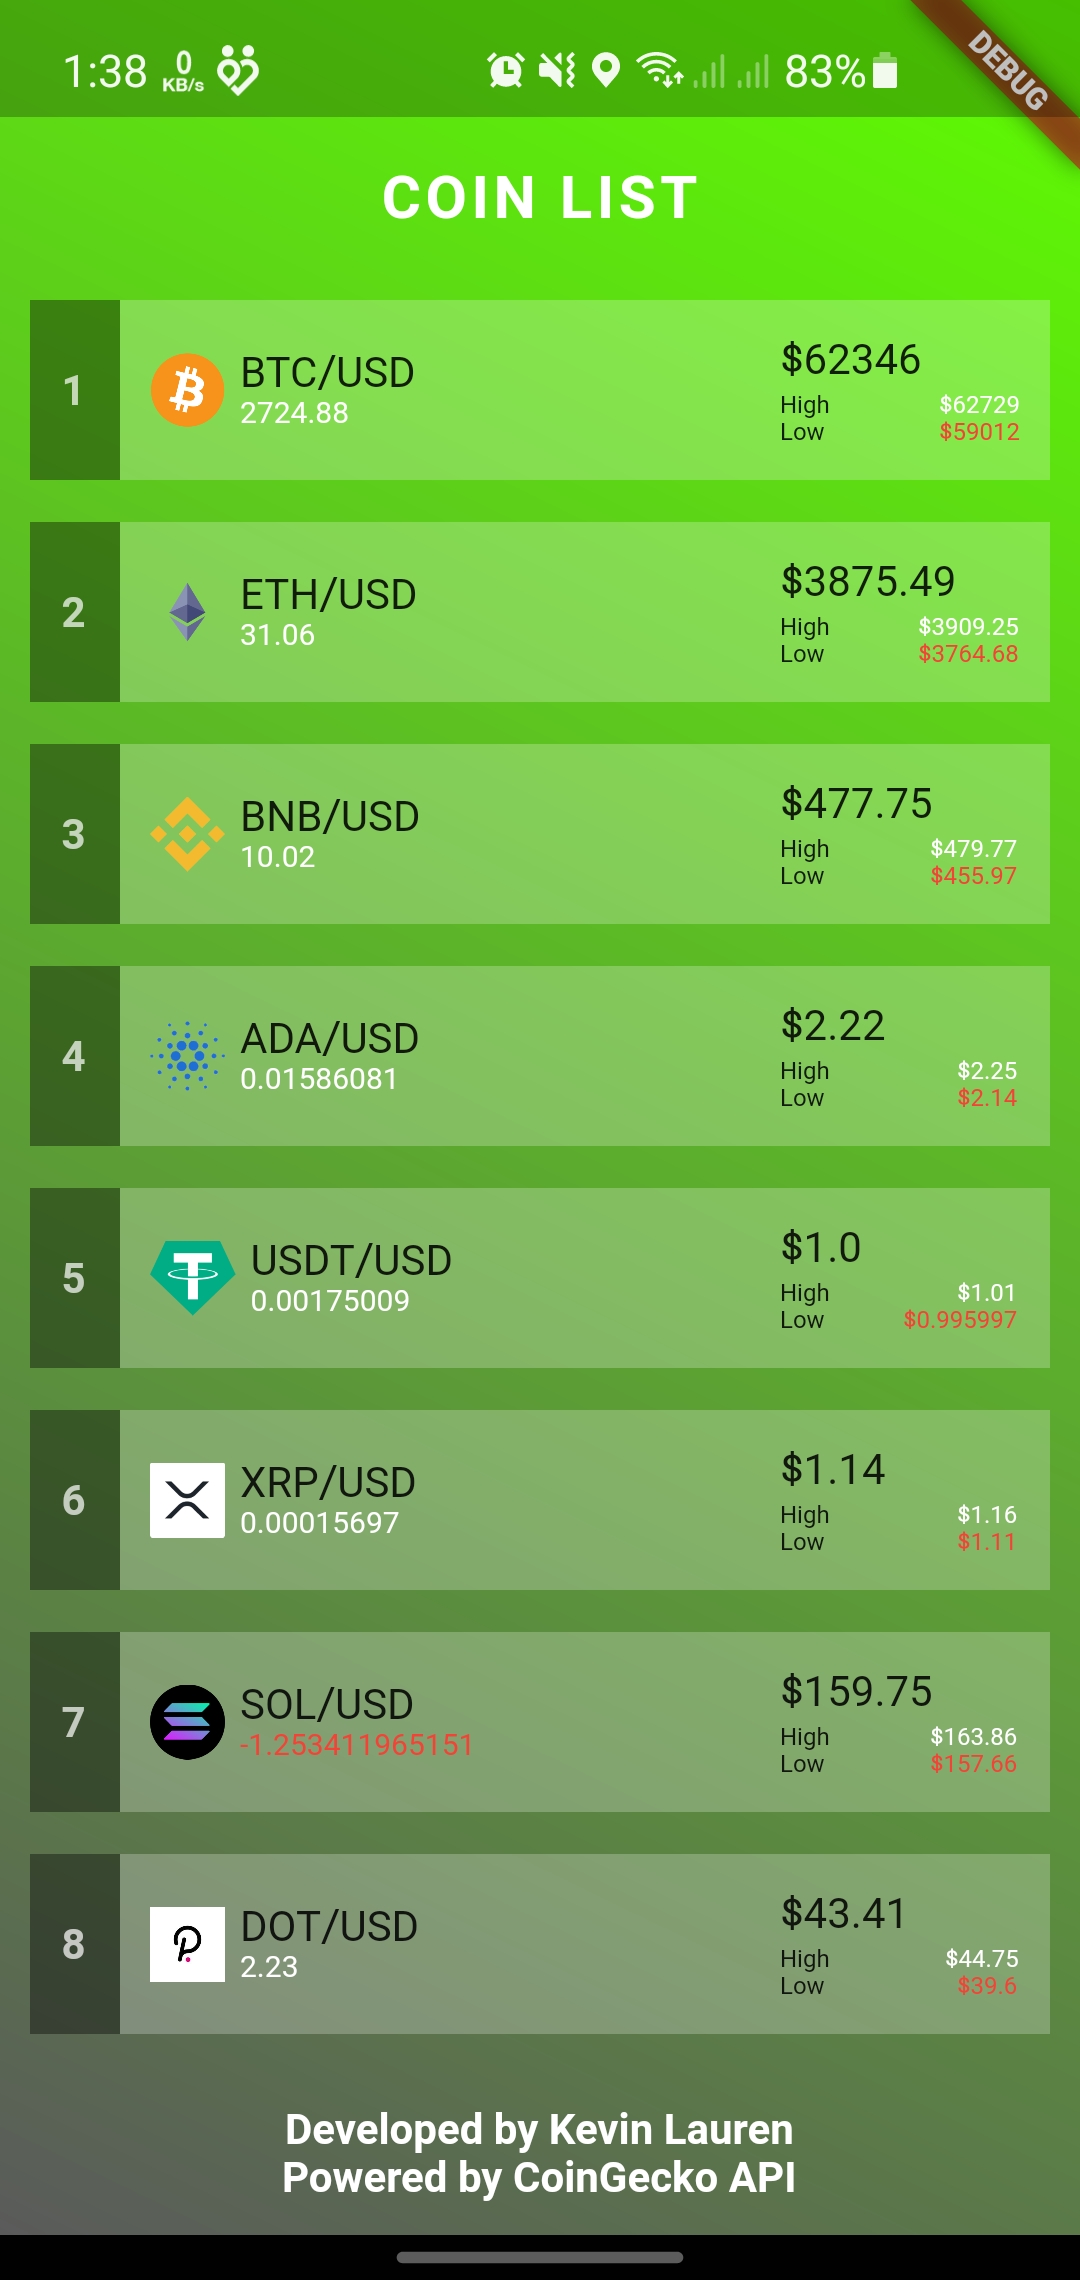 1:38 0 KB/s 83%
DEBUG
COIN LIST
1
BTC/USD
2724.88
$62346
High $62729
Low $59012
2
ETH/USD
31.06
$3875.49
High $3909.25
Low $3764.68
3
BNB/USD
10.02
$477.75
High $479.77
Low $455.97
4
ADA/USD
0.01586081
$2.22
High $2.25
Low $2.14
5
USDT/USD
0.00175009
$1.0
High $1.01
Low $0.995997
6
XRP/USD
0.00015697
$1.14
High $1.16
Low $1.11
7
SOL/USD
-1.253411965151
$159.75
High $163.86
Low $157.66
8
DOT/USD
2.23
$43.41
High $44.75
Low $39.6
Developed by Kevin Lauren
Powered by CoinGecko API